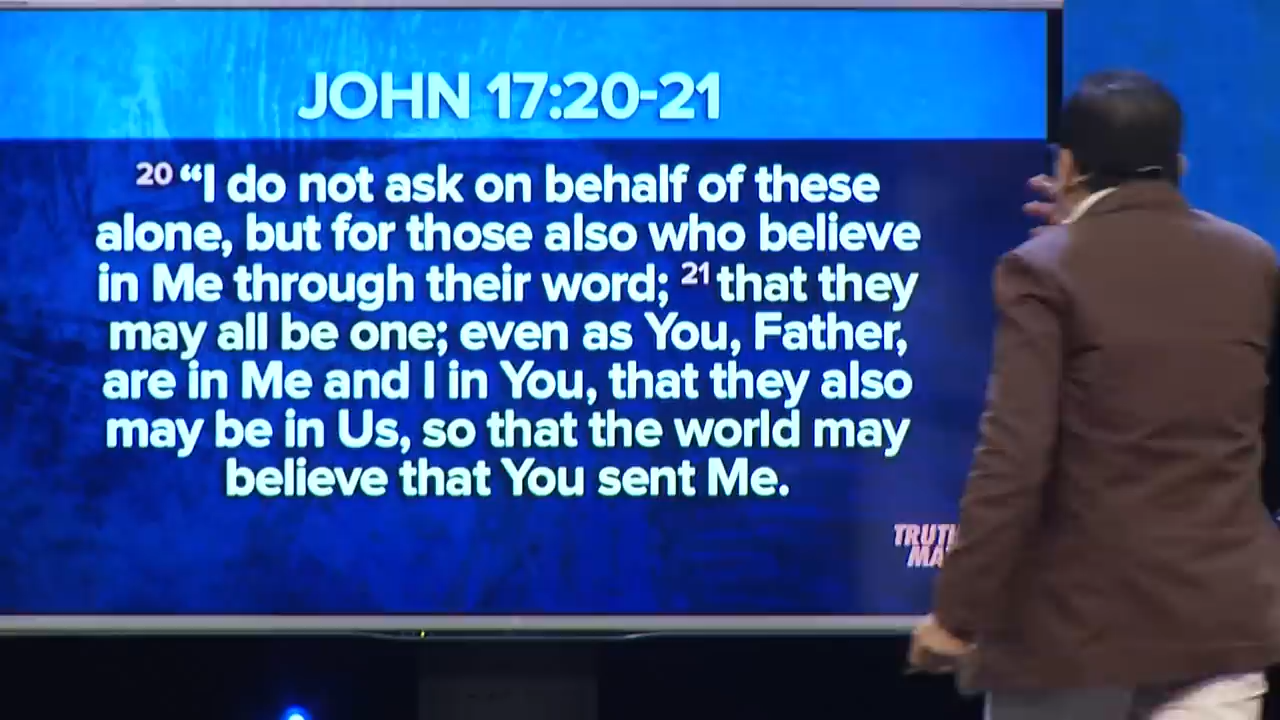 JOHN 17:20-21
20 “I do not ask on behalf of these
alone, but for those also who believe
in Me through their word; 21 that they
may all be one; even as You, Father,
are in Me and I in You, that they also
may be in Us, so that the world may
believe that You sent Me.